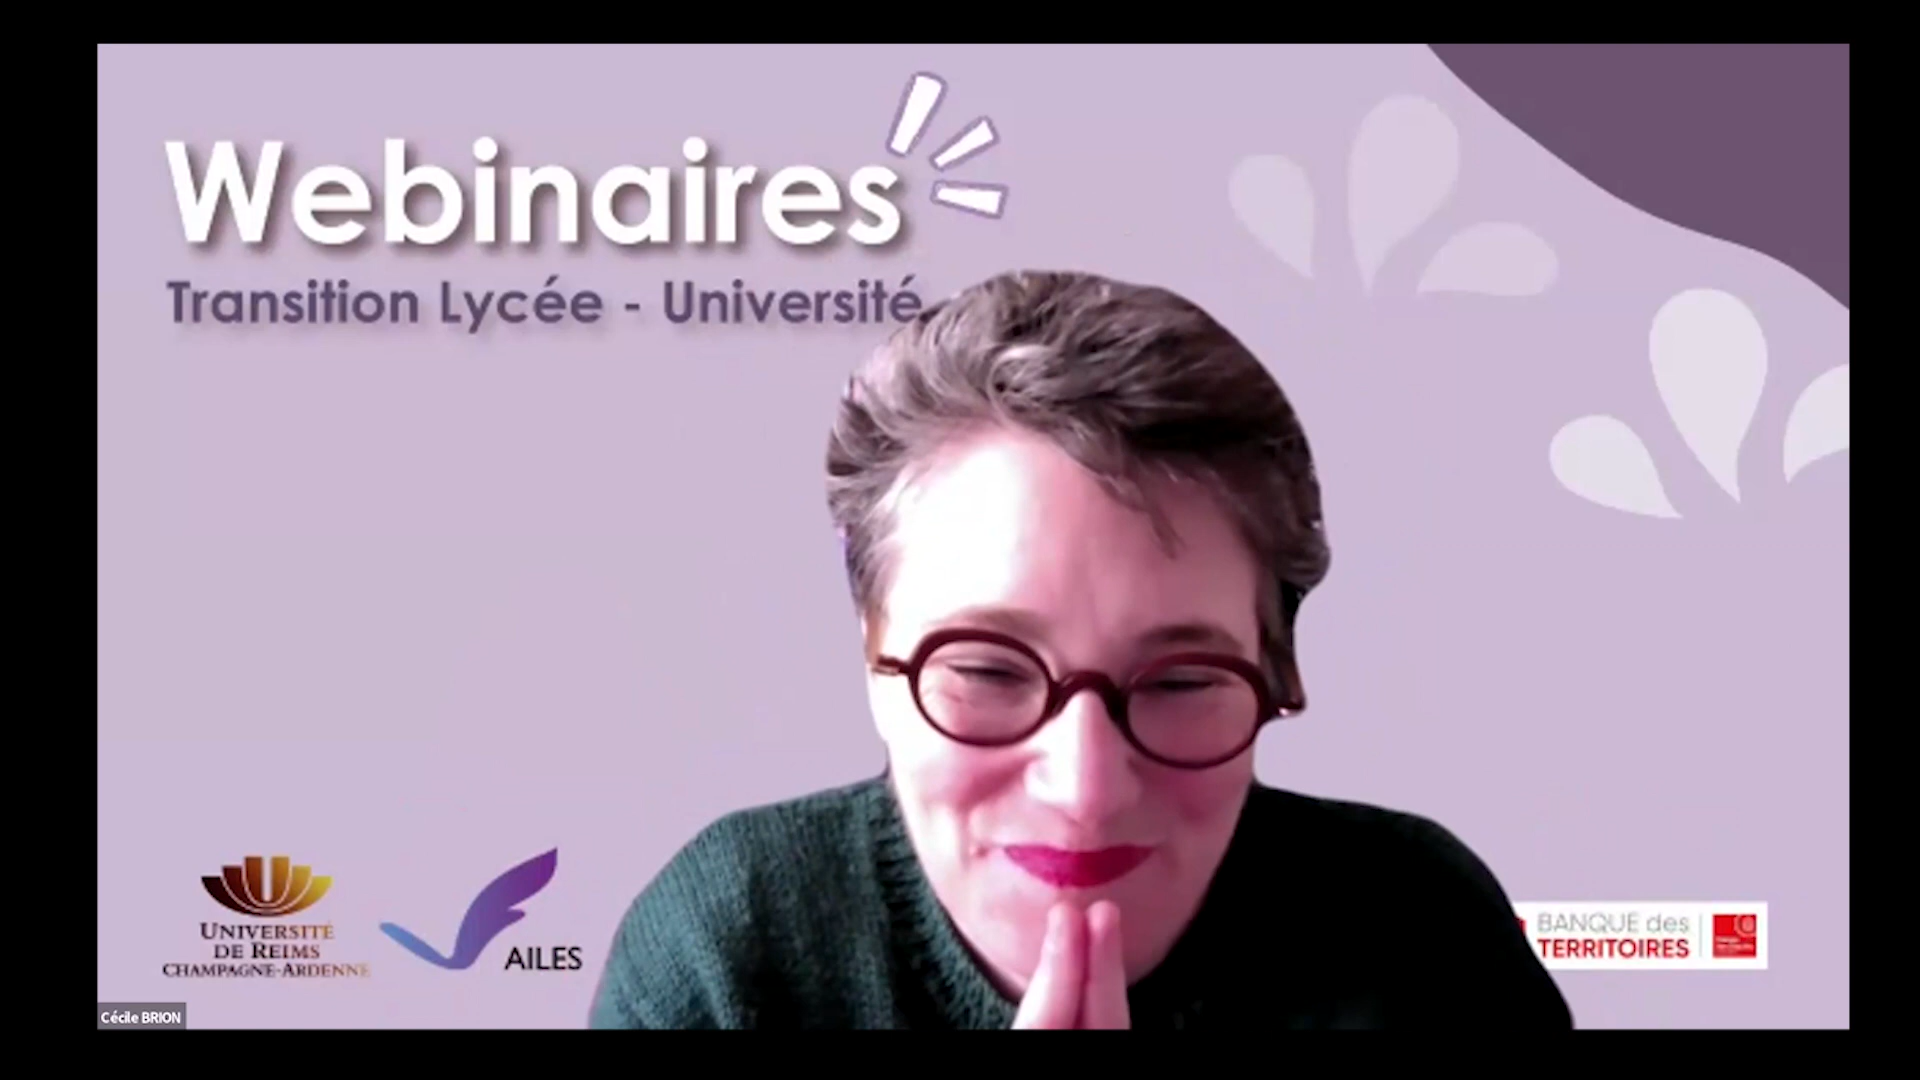 Webinaires
Transition Lycée - Université
UNIVERSITÉ
DE REIMS
CHAMPAGNE-ARDENNE
AILES
BANQUE des
TERRITOIRES
Cécile BRION